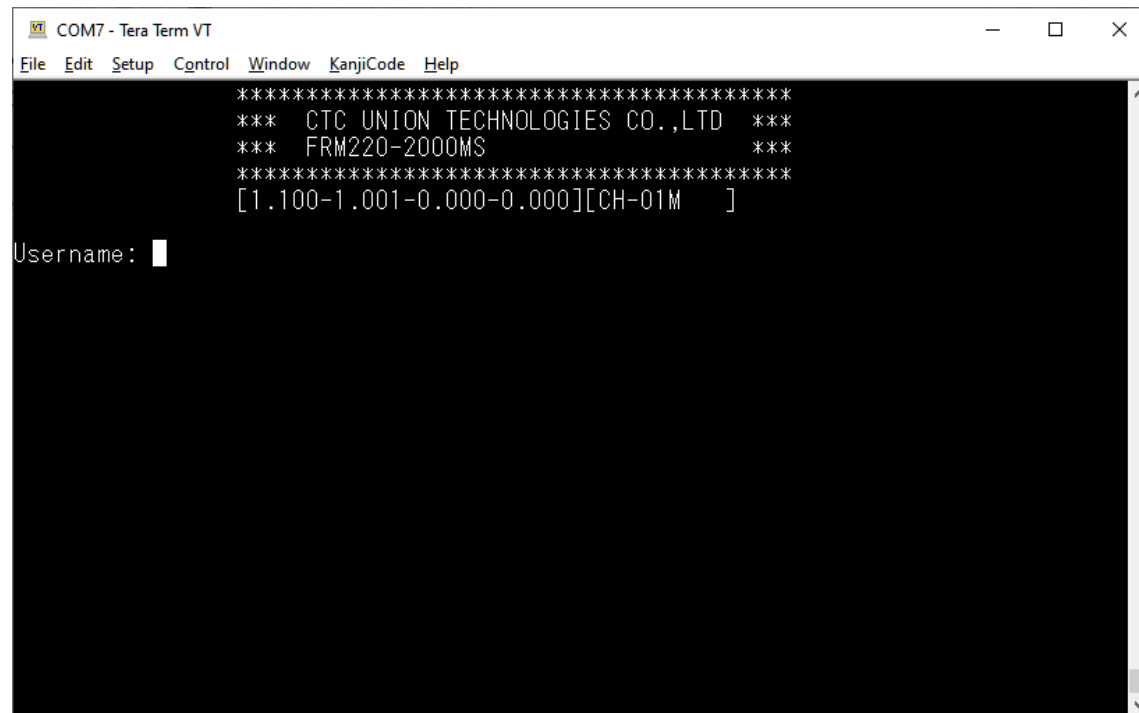 COM7 - Tera Term VT
File Edit Setup Control Window KanjiCode Help
****************************************
*** CTC UNION TECHNOLOGIES CO.,LTD ***
*** FRM220-2000MS ***
****************************************
[1.100-1.001-0.000-0.000][CH-01M   ]
Username: